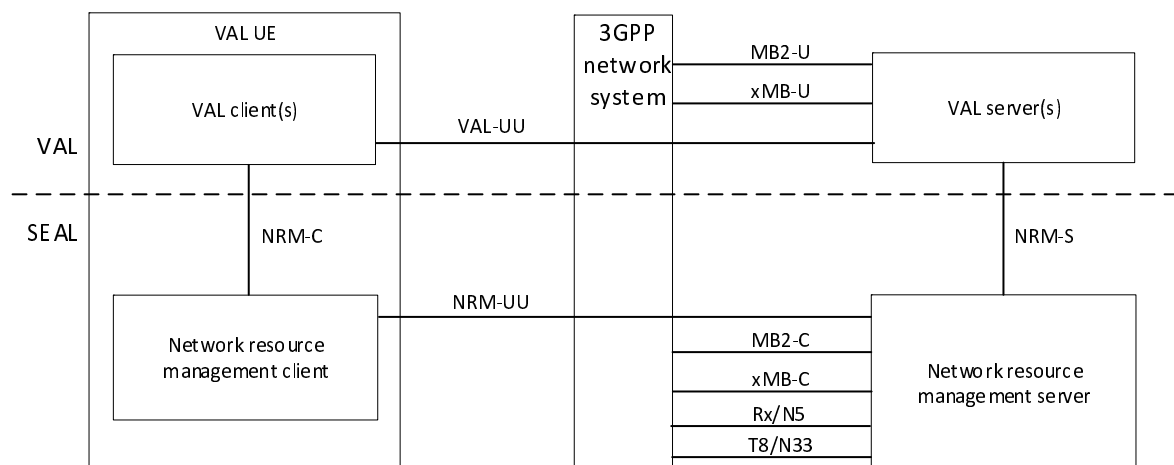 VAL UE
3GPP
network
system
MB2-U
xMB-U
VAL client(s)
VAL server(s)
VAL-UU
VAL
SEAL
NRM-C
NRM-S
NRM-UU
MB2-C
Network resource
management client
xMB-C
Network resource
management server
Rx/N5
T8/N33